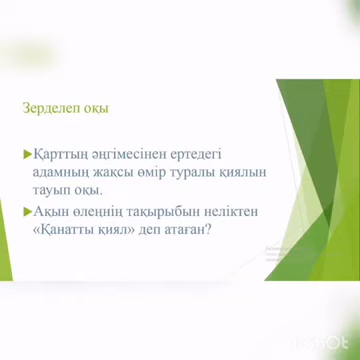 Зерделеп оқы
▶Қарттың әңгімесінен ертедегі
адамның жақсы өмір туралы қиялын
тауып оқы.
▶Ақын өлеңнің тақырыбын неліктен
«Қанатты қиял» деп атаған?